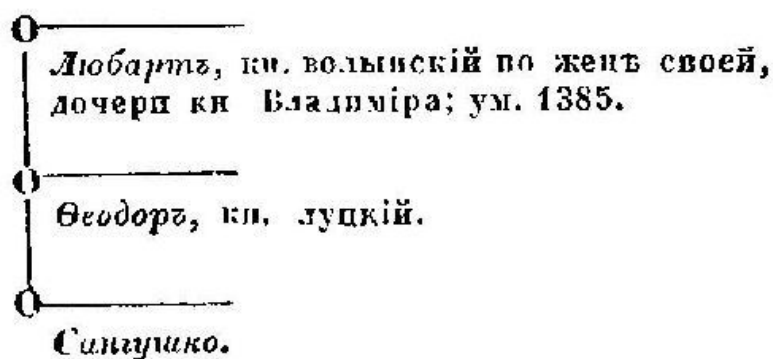 Любартъ, кн. волынскій по женѣ своей,
дочери кн Владиміра; ум. 1385.
Ѳеодоръ, кн. луцкій.
Сангушко.